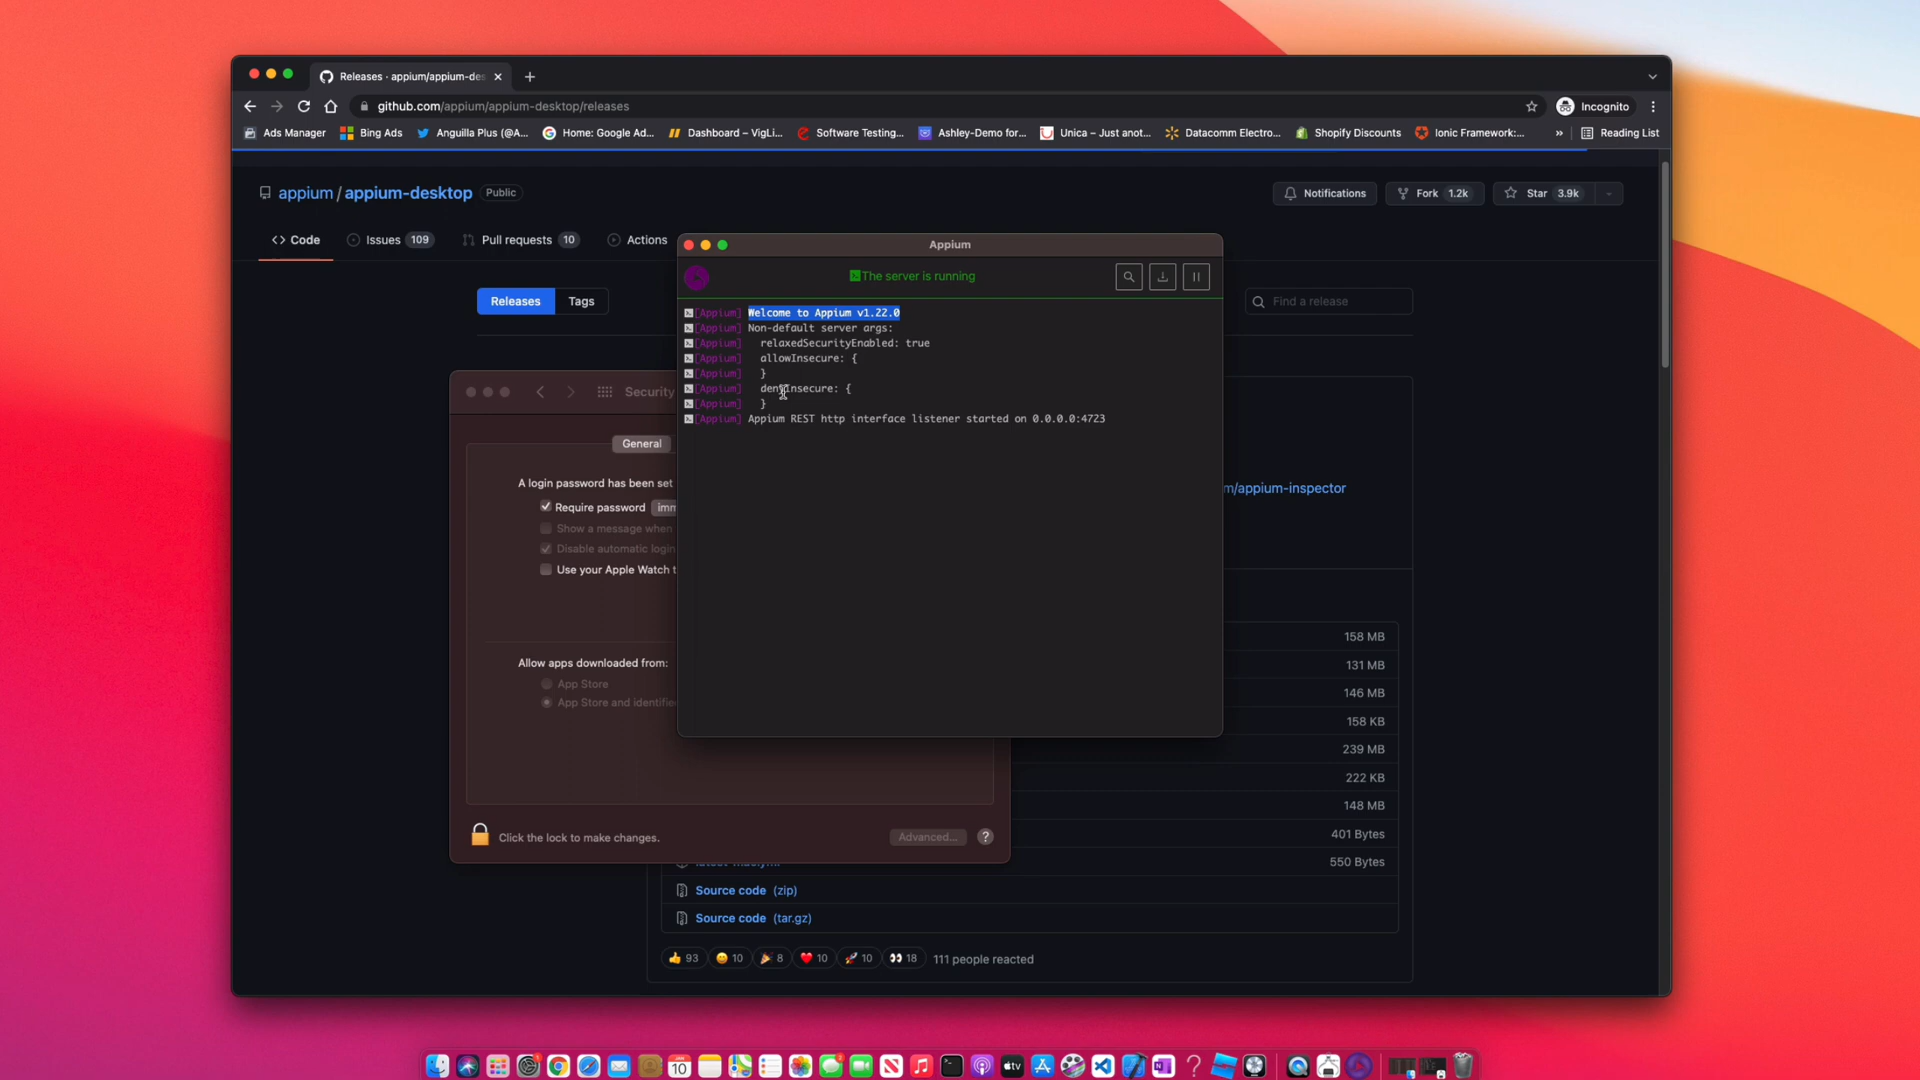 Releases · appium/appium-des
github.com/appium/appium-desktop/releases
Incognito
Ads Manager
Bing Ads
Anguilla Plus (@A...
Home: Google Ad...
Dashboard – VigLi...
Software Testing...
Ashley-Demo for...
Unica – Just anot...
Datacomm Electro...
Shopify Discounts
Ionic Framework:...
»
Reading List
appium / appium-desktop
Public
Notifications
Fork 1.2k
Star 3.9k
Code
Issues 109
Pull requests 10
Actions
Releases
Tags
Find a release
Appium
The server is running
[Appium] Welcome to Appium v1.22.0
[Appium] Non-default server args:
[Appium] relaxedSecurityEnabled: true
[Appium] allowInsecure: {
[Appium] }
[Appium] denyInsecure: {
[Appium] }
[Appium] Appium REST http interface listener started on 0.0.0.0:4723
Security
General
A login password has been set
Require password imm
Show a message when
Disable automatic login
Use your Apple Watch t
Allow apps downloaded from:
App Store
App Store and identifie
Click the lock to make changes.
Advanced...
?
m/appium-inspector
158 MB
131 MB
146 MB
158 KB
239 MB
222 KB
148 MB
401 Bytes
550 Bytes
Source code (zip)
Source code (tar.gz)
93
10
8
10
10
18
111 people reacted
10
tv